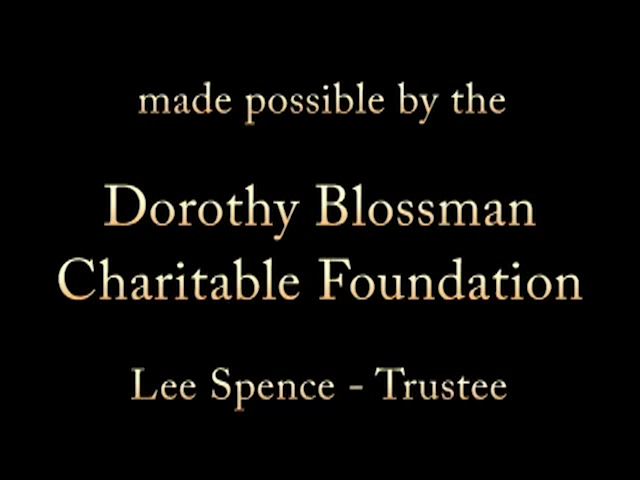 made possible by the
Dorothy Blossman
Charitable Foundation
Lee Spence - Trustee